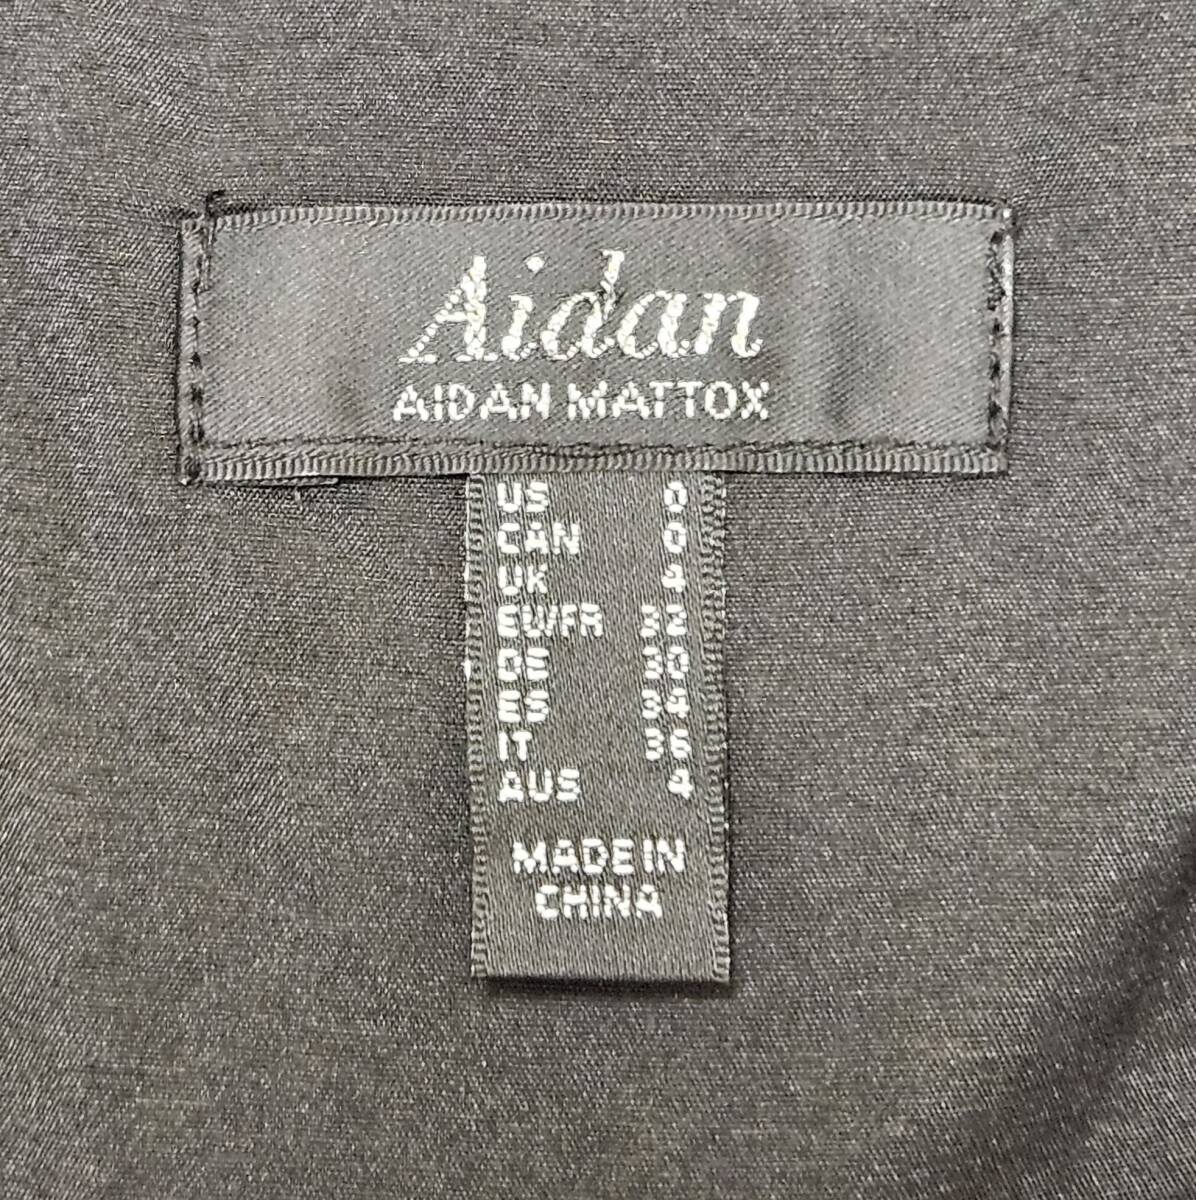 Aidan
AIDAN MATTOX
US 0
CAN 0
UK 4
EU/FR 32
DE 30
ES 34
IT 36
AUS 4
MADE IN
CHINA